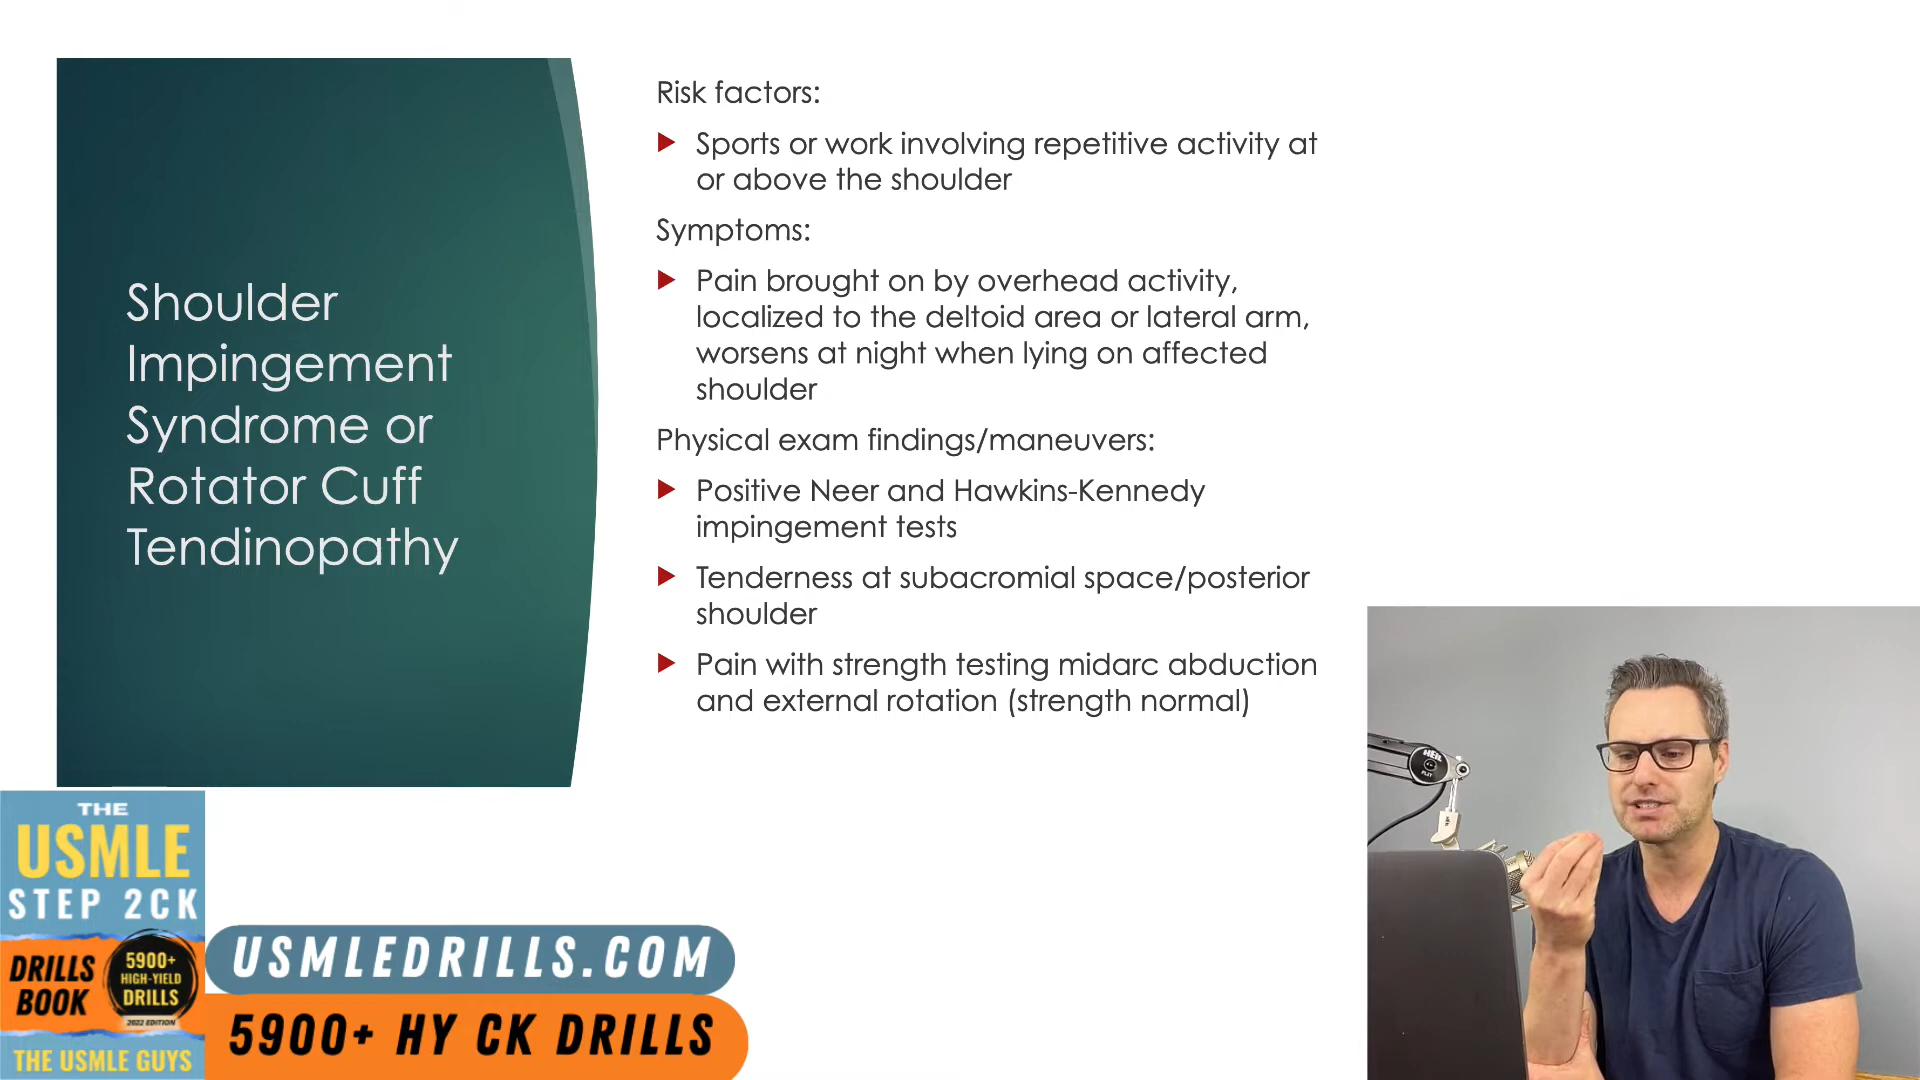 Shoulder
Impingement
Syndrome or
Rotator Cuff
Tendinopathy
Risk factors:
Sports or work involving repetitive activity at
or above the shoulder
Symptoms:
Pain brought on by overhead activity,
localized to the deltoid area or lateral arm,
worsens at night when lying on affected
shoulder
Physical exam findings/maneuvers:
Positive Neer and Hawkins-Kennedy
impingement tests
Tenderness at subacromial space/posterior
shoulder
Pain with strength testing midarc abduction
and external rotation (strength normal)
THE
USMLE
STEP 2CK
DRILLS
BOOK
5900+
HIGH-YIELD
DRILLS
2022 EDITION
THE USMLE GUYS
USMLEDRILLS.COM
5900+ HY CK DRILLS